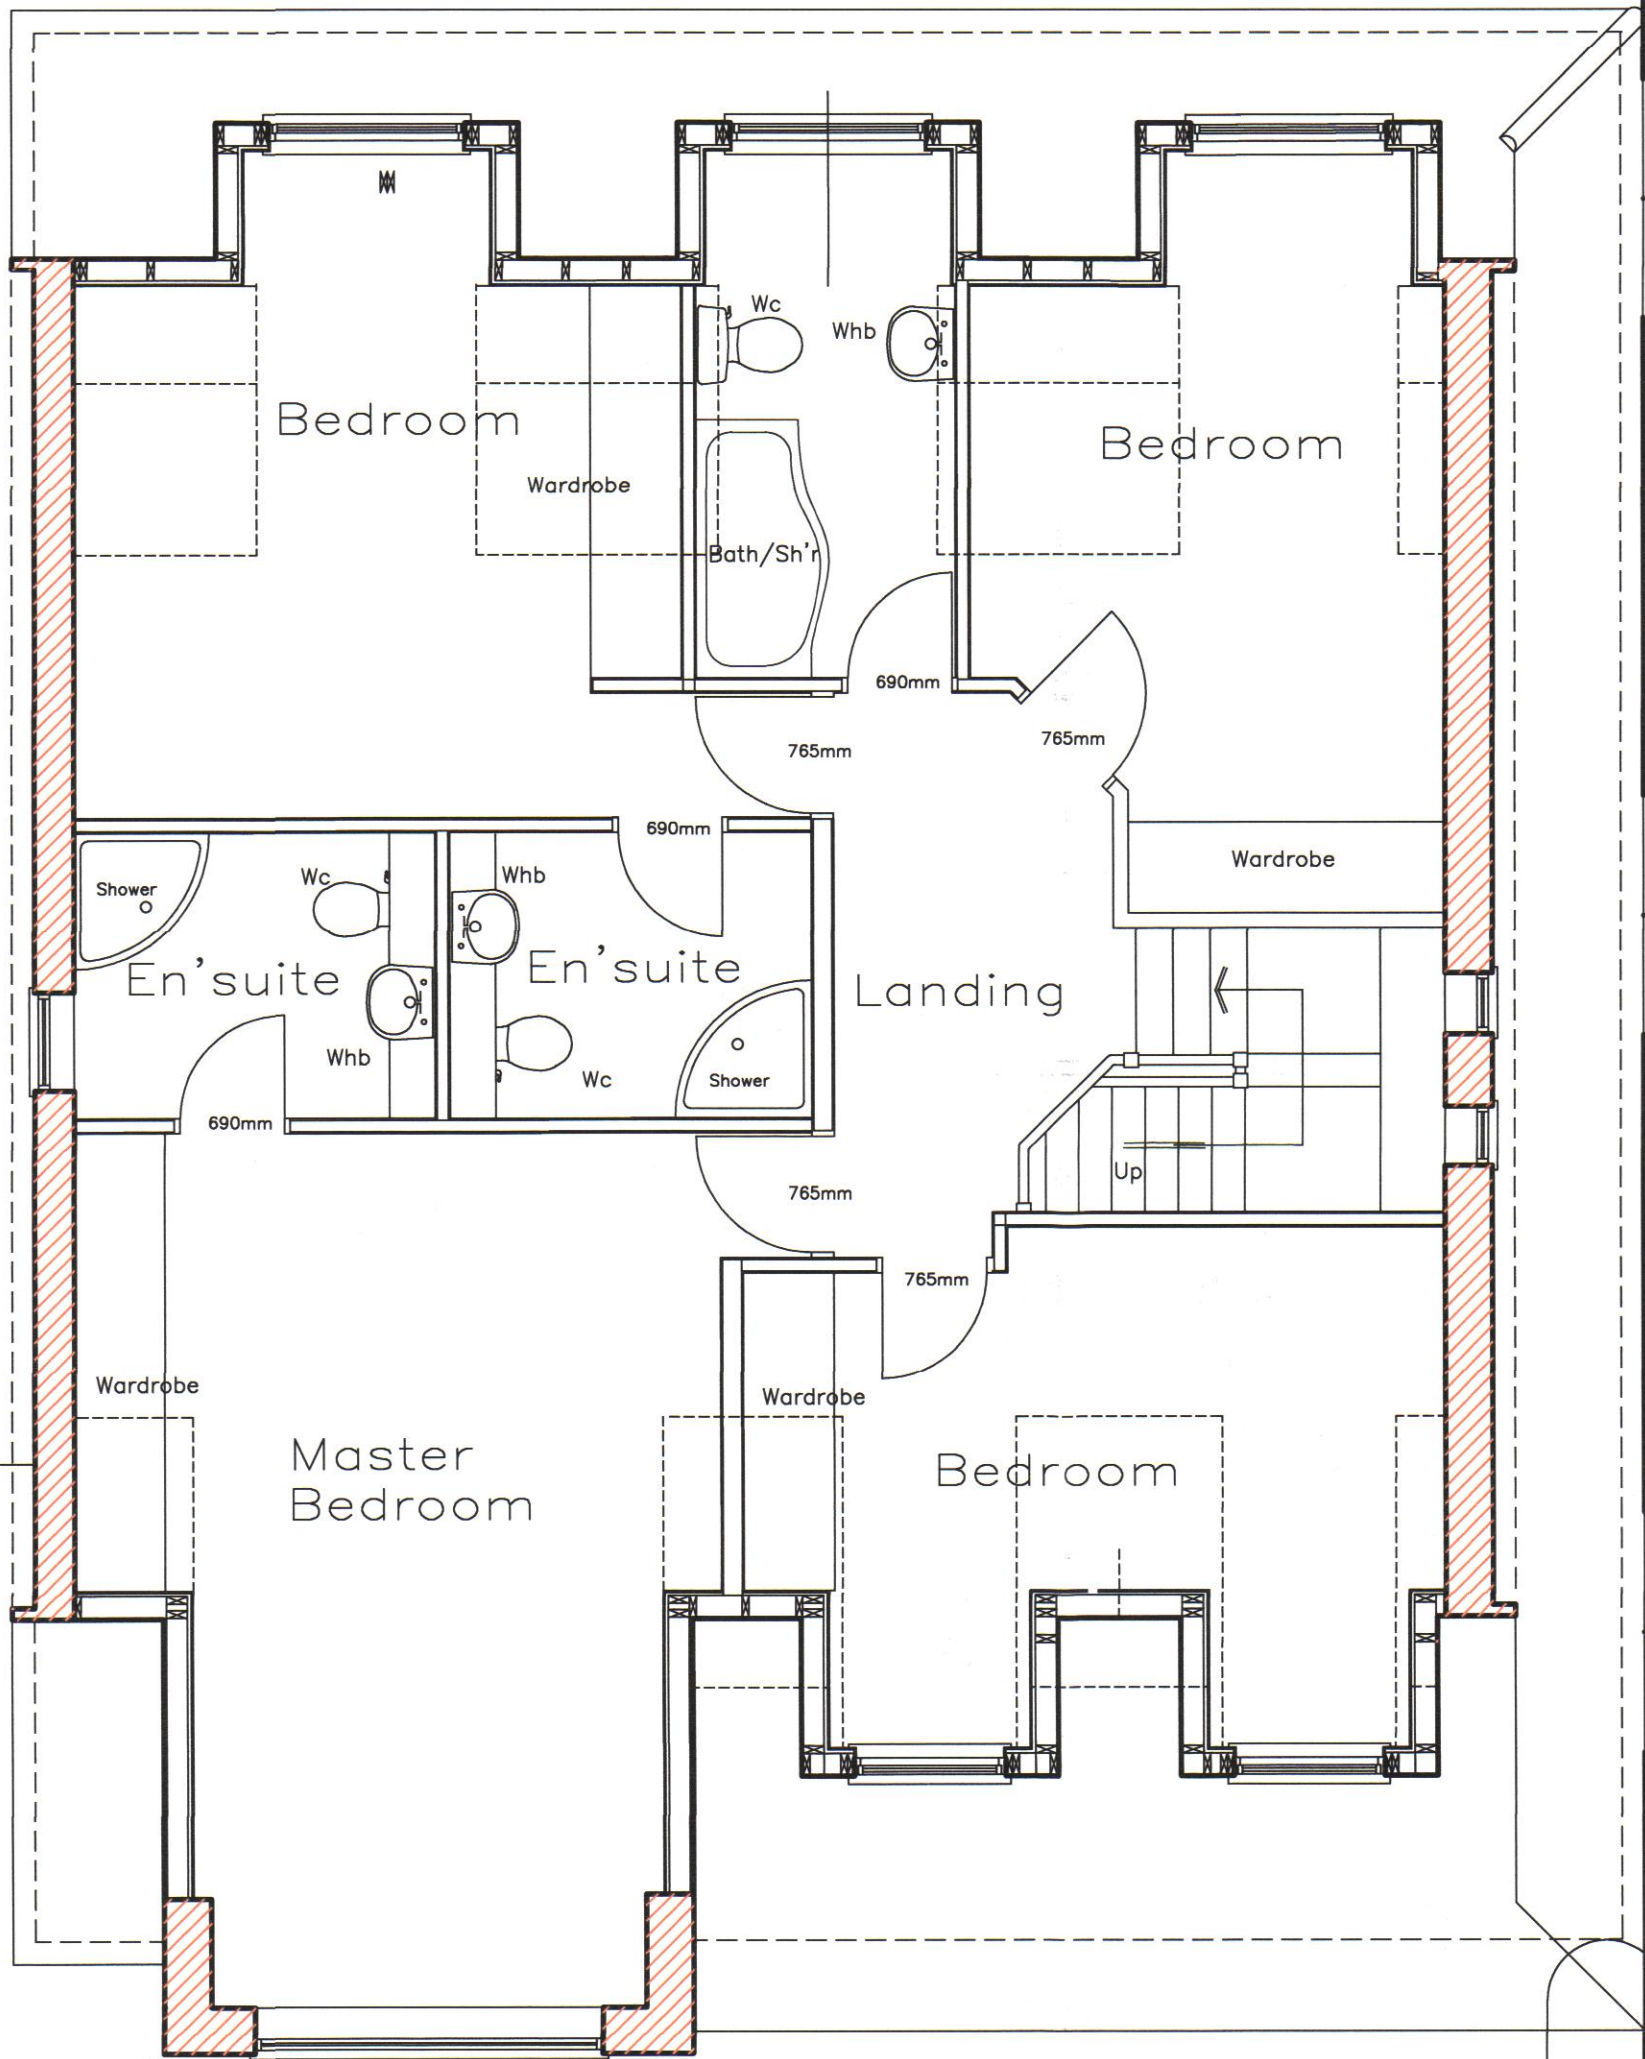 Wc
Whb
Bedroom
Bedroom
Wardrobe
Bath/Sh'r
690mm
765mm
765mm
690mm
Wardrobe
Shower
Wc
Whb
En'suite
En'suite
Landing
Whb
Wc
Shower
690mm
Up
765mm
765mm
Wardrobe
Wardrobe
Master
Bedroom
Bedroom